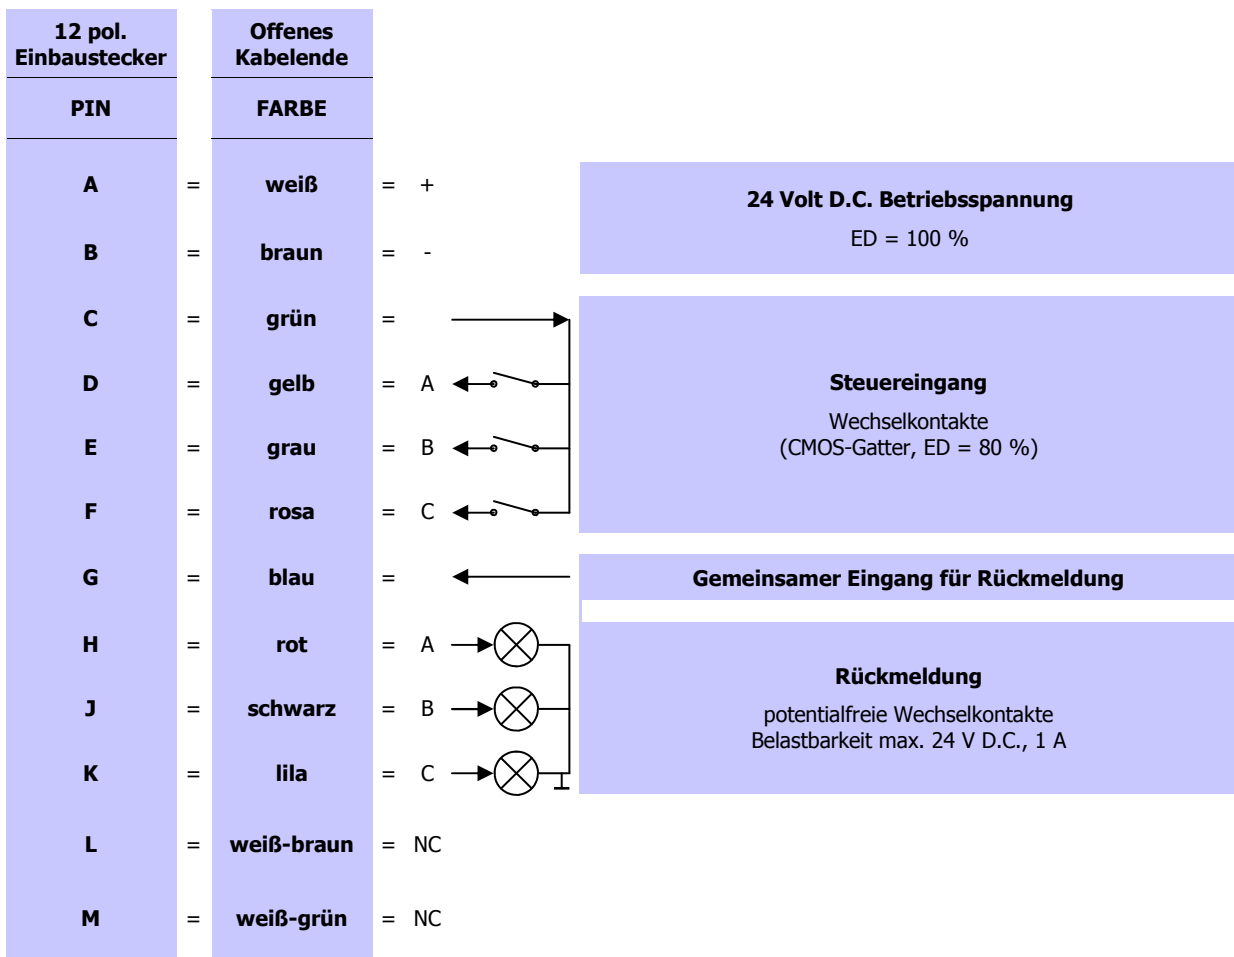 12 pol.
Einbaustecker
Offenes
Kabelende
PIN
FARBE
A = weiß = +
24 Volt D.C. Betriebsspannung
ED = 100 %
B = braun = -
C = grün =
D = gelb = A
Steuereingang
Wechselkontakte
(CMOS-Gatter, ED = 80 %)
E = grau = B
F = rosa = C
G = blau =
Gemeinsamer Eingang für Rückmeldung
H = rot = A
Rückmeldung
potentialfreie Wechselkontakte
Belastbarkeit max. 24 V D.C., 1 A
J = schwarz = B
K = lila = C
L = weiß-braun = NC
M = weiß-grün = NC